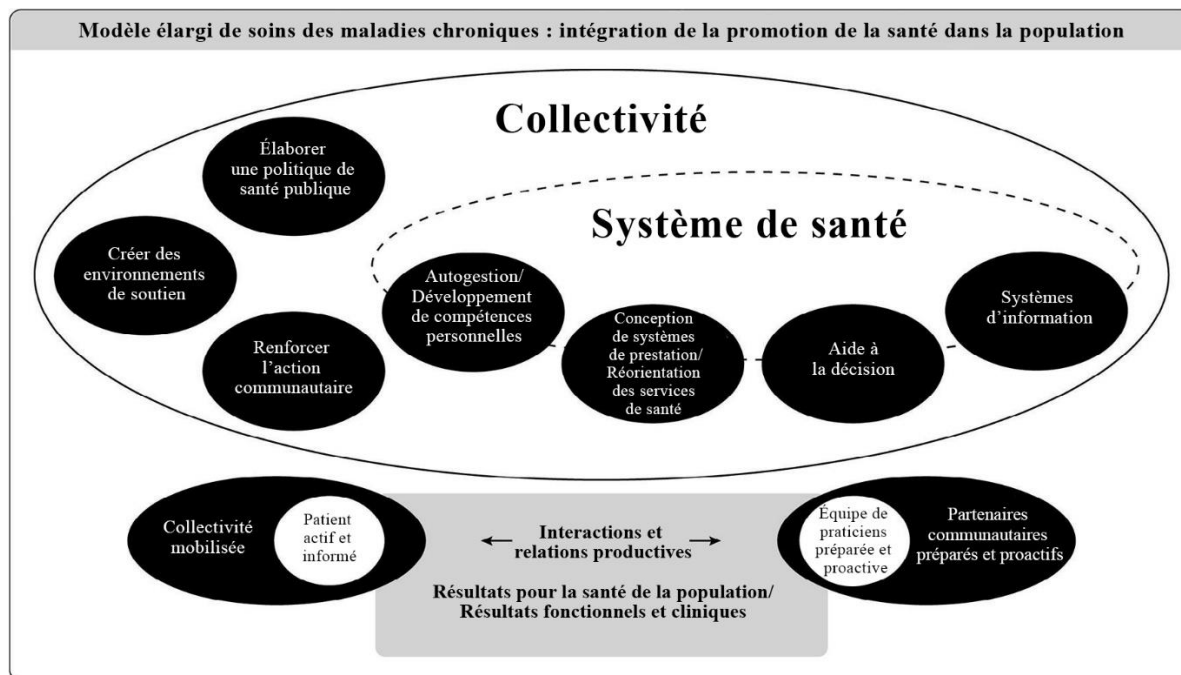 Modèle élargi de soins des maladies chroniques : intégration de la promotion de la santé dans la population
Collectivité
Élaborer
une politique de
santé publique
Système de santé
Créer des
environnements
de soutien
Autogestion/
Développement
de compétences
personnelles
Systèmes
d’information
Renforcer
l’action
communautaire
Conception
de systèmes
de prestation/
Réorientation
des services
de santé
Aide à
la décision
Collectivité
mobilisée
Patient
actif et
informé
Interactions et
relations productives
Équipe de
praticiens
préparée et
proactive
Partenaires
communautaires
préparés et proactifs
Résultats pour la santé de la population/
Résultats fonctionnels et cliniques